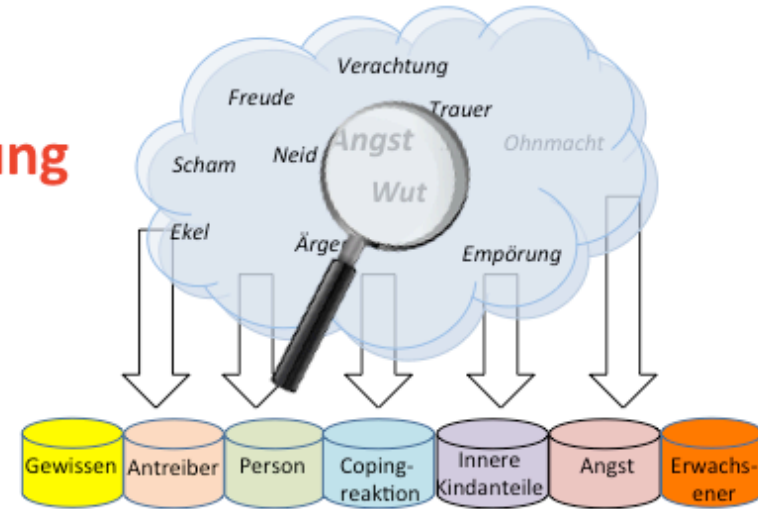 ung
Verachtung
Freude
Trauer
Angst
Ohnmacht
Scham
Neid
Wut
Ekel
Ärger
Empörung
Gewissen
Antreiber
Person
Coping-
reaktion
Innere
Kindanteile
Angst
Erwachs-
ener